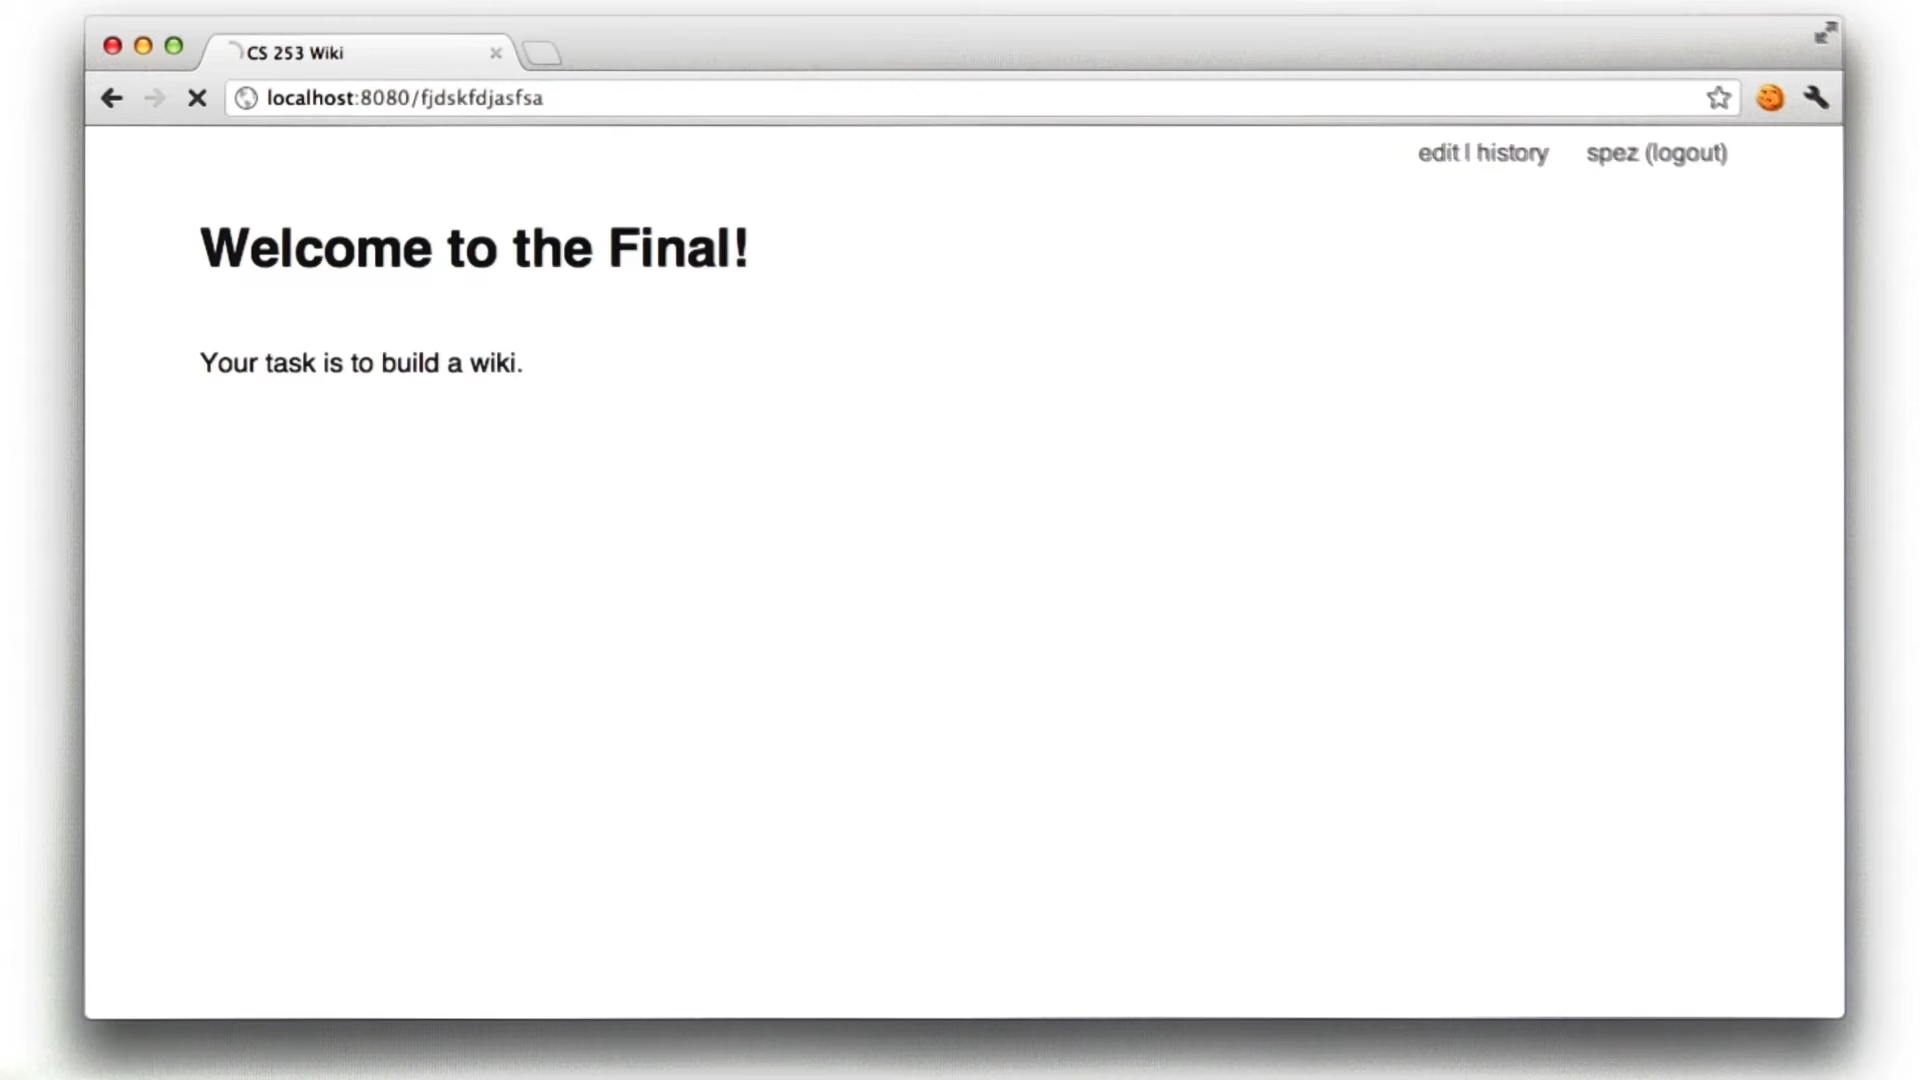 CS 253 Wiki
localhost:8080/fjdskfdjasfsa
edit | history spez (logout)
Welcome to the Final!
Your task is to build a wiki.